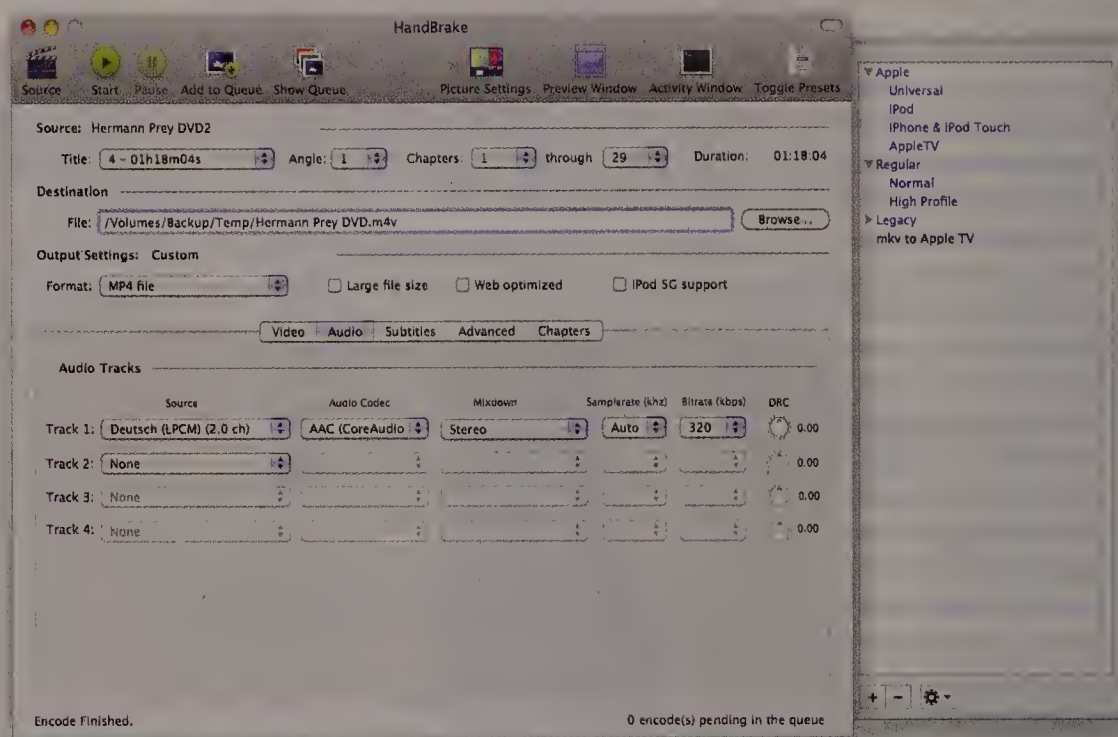 HandBrake
Source Start Pause Add to Queue Show Queue Picture Settings Preview Window Activity Window Toggle Presets
Source: Hermann Prey DVD2
Title: 4 - 01h18m04s Angle: 1 Chapters: 1 through 29 Duration: 01:18:04
Destination
File: /Volumes/Backup/Temp/Hermann Prey DVD.m4v Browse...
Output Settings: Custom
Format: MP4 file Large file size Web optimized iPod 5G support
Video Audio Subtitles Advanced Chapters
Audio Tracks
Source Audio Codec Mixdown Samplerate (khz) Bitrate (kbps) DRC
Track 1: Deutsch (LPCM) (2.0 ch) AAC (CoreAudio Stereo Auto 320 0.00
Track 2: None 0.00
Track 3: None 0.00
Track 4: None 0.00
Encode Finished. 0 encode(s) pending in the queue
Apple
Universal
iPod
iPhone & iPod Touch
AppleTV
Regular
Normal
High Profile
Legacy
mkv to Apple TV
+ -